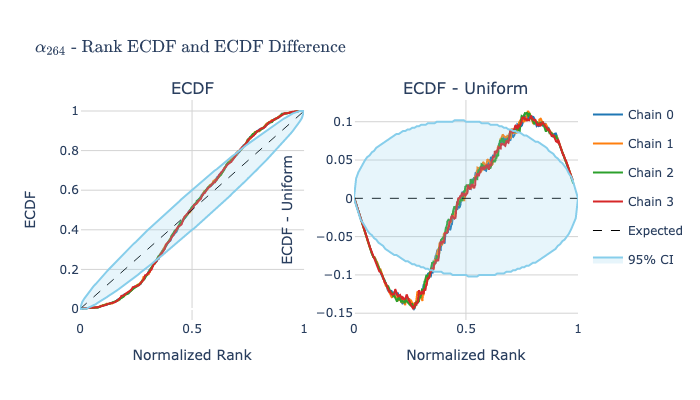 α₂₆₄ - Rank ECDF and ECDF Difference
ECDF
ECDF - Uniform
1
0.8
0.6
0.4
0.2
0
ECDF
0
0.5
1
Normalized Rank
0.1
0.05
0
−0.05
−0.1
−0.15
ECDF - Uniform
0
0.5
1
Normalized Rank
Chain 0
Chain 1
Chain 2
Chain 3
Expected
95% CI